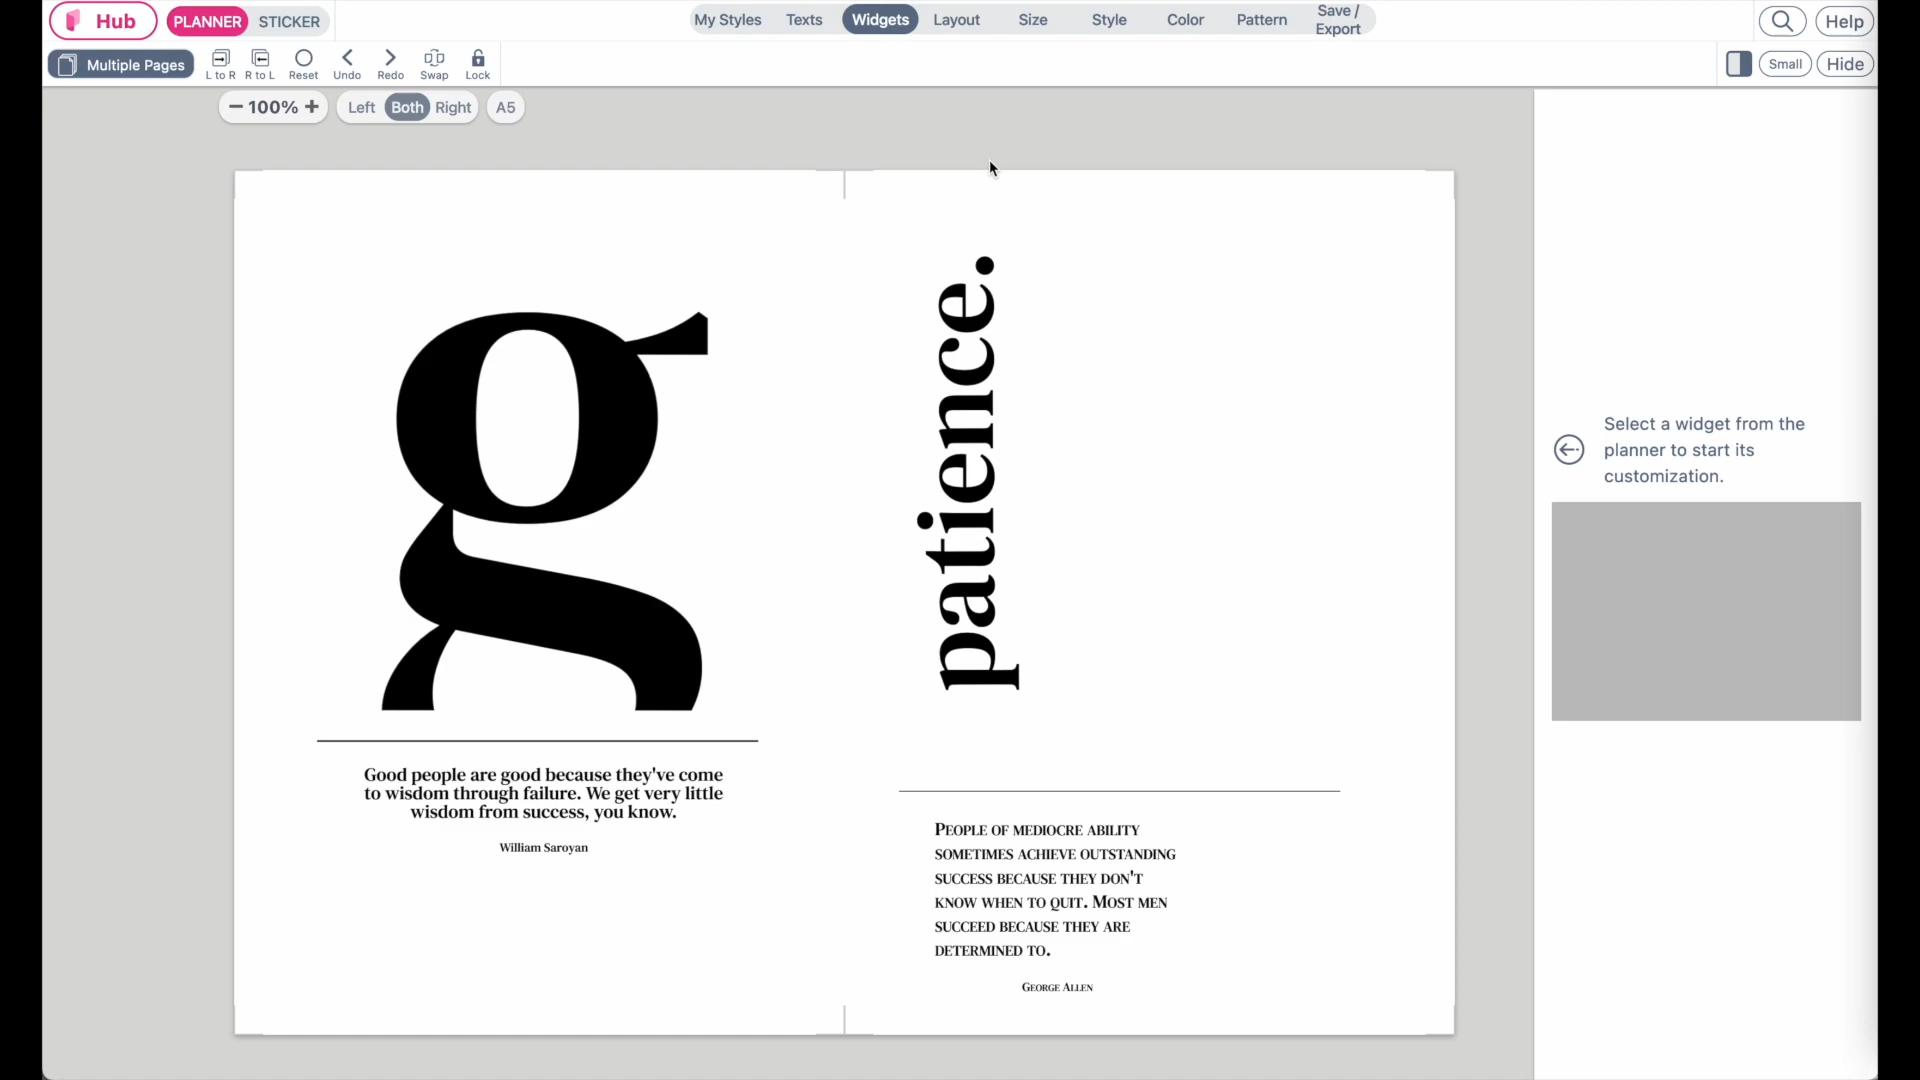 Hub
PLANNER
STICKER
My Styles
Texts
Widgets
Layout
Size
Style
Color
Pattern
Save /
Export
Help
Multiple Pages
L to R
R to L
Reset
Undo
Redo
Swap
Lock
Small
Hide
100%
Left
Both
Right
A5
g
Good people are good because they've come
to wisdom through failure. We get very little
wisdom from success, you know.
William Saroyan
patience.
People of mediocre ability
sometimes achieve outstanding
success because they don't
know when to quit. Most men
succeed because they are
determined to.
George Allen
Select a widget from the
planner to start its
customization.